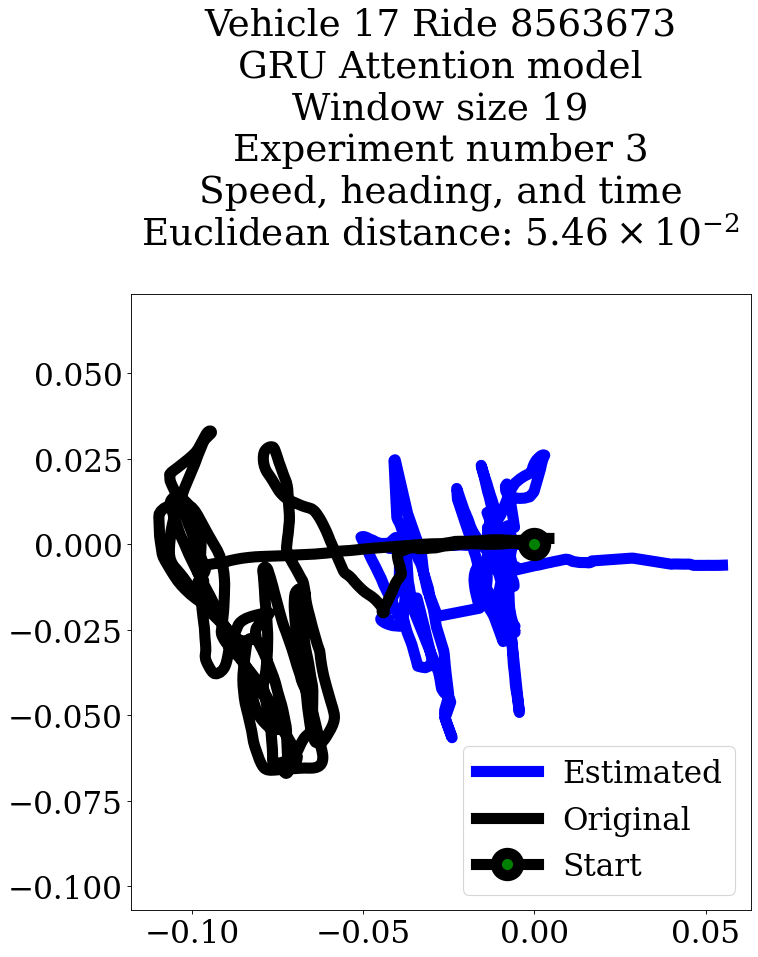 Vehicle 17 Ride 8563673
GRU Attention model
Window size 19
Experiment number 3
Speed, heading, and time
Euclidean distance: 5.46 × 10⁻²
0.050
0.025
0.000
−0.025
−0.050
−0.075
−0.100
Estimated
Original
Start
−0.10 −0.05 0.00 0.05